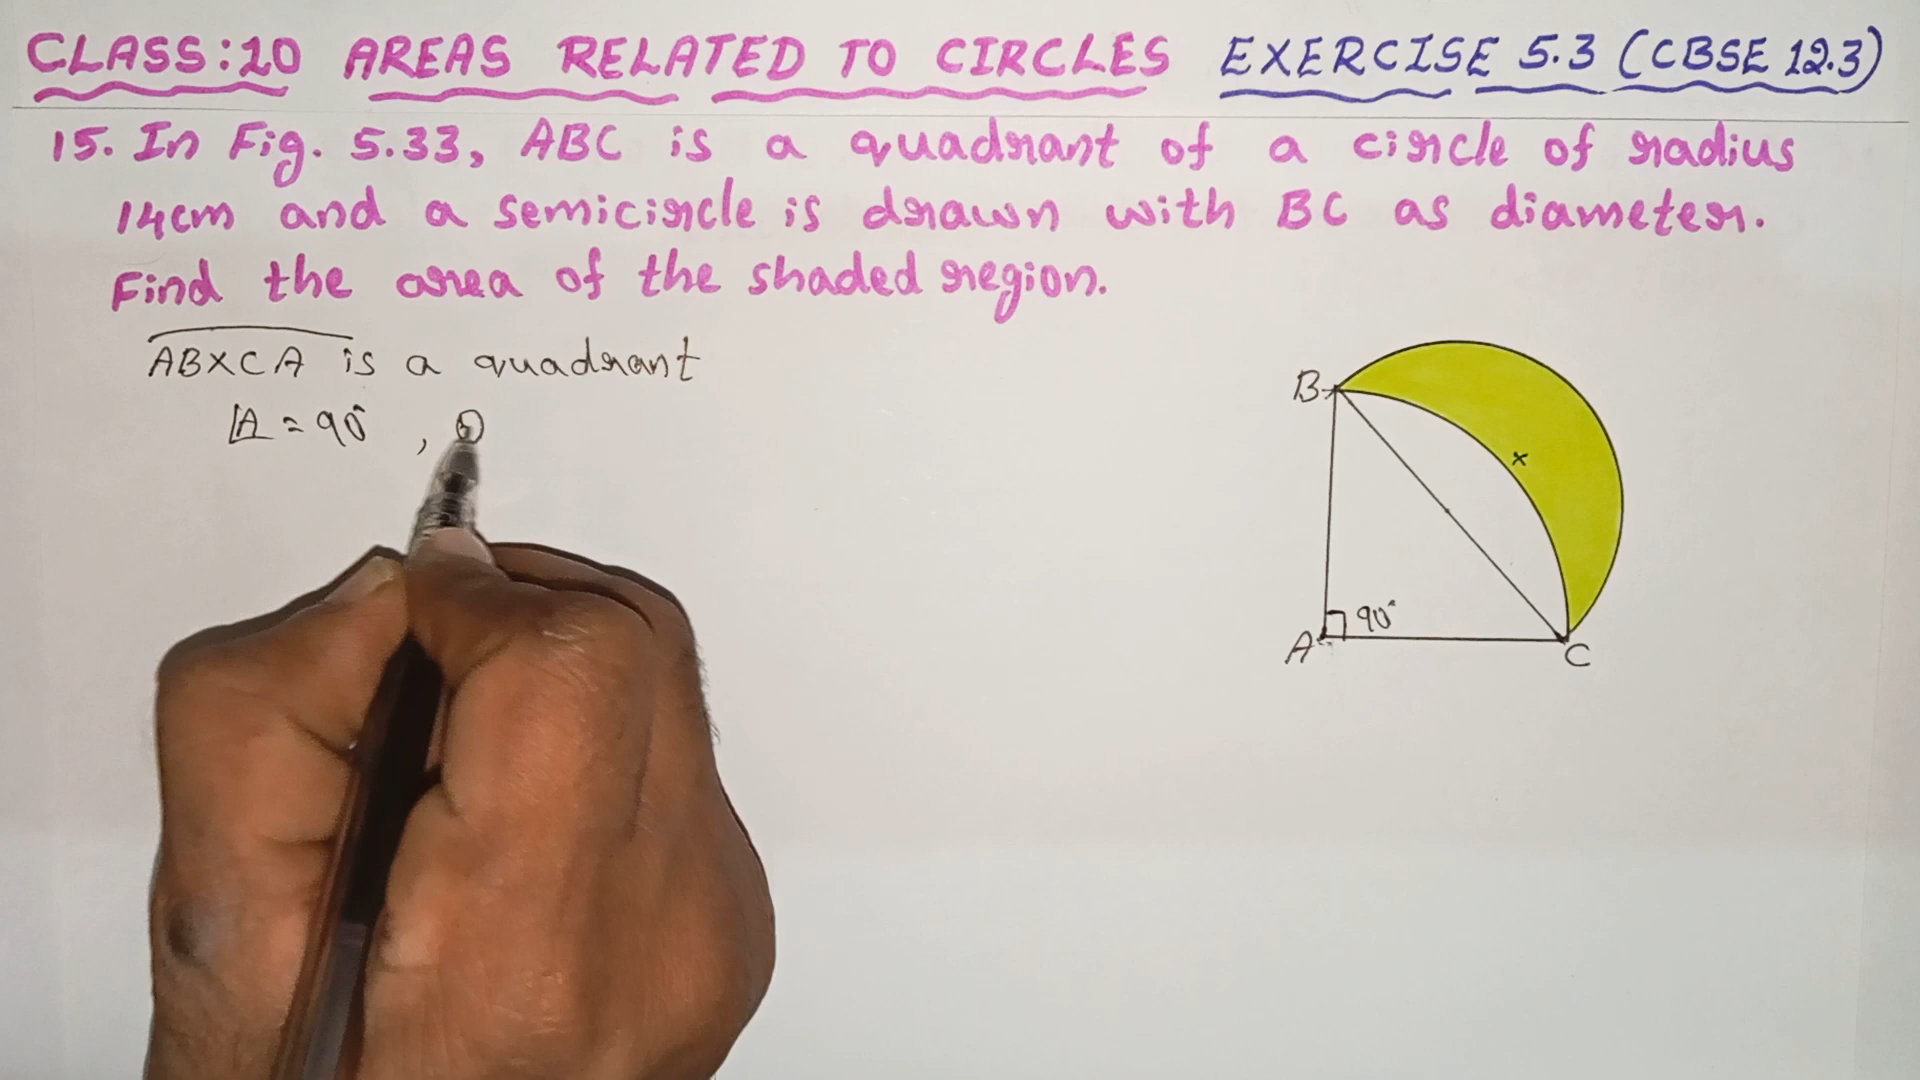 CLASS:10 AREAS RELATED TO CIRCLES EXERCISE 5.3 (CBSE 12.3)
15. In Fig. 5.33, ABC is a quadrant of a circle of radius
14cm and a semicircle is drawn with BC as diameter.
Find the area of the shaded region.
ABXCA is a quadrant
∠A = 90° ,
B
x
90°
A
C